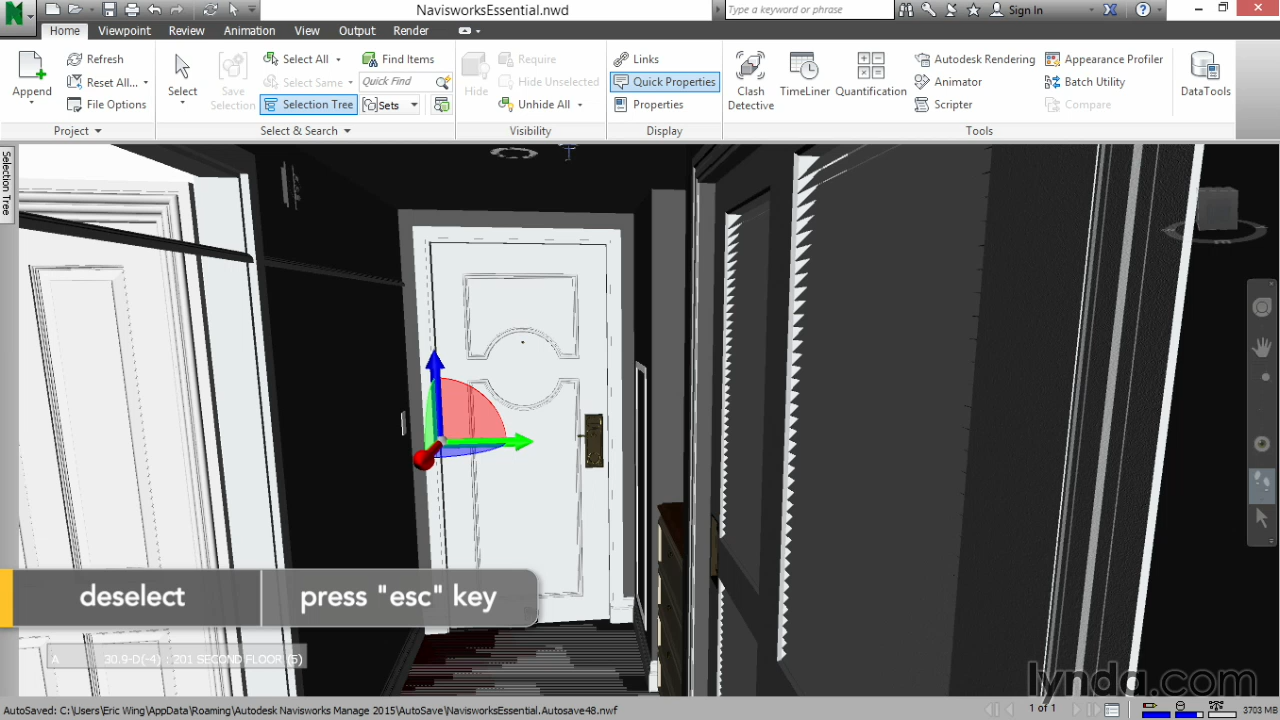 NavisworksEssential.nwd
Type a keyword or phrase
Sign In
Home Viewpoint Review Animation View Output Render
Append
Refresh
Reset All...
File Options
Project
Select
Save Selection
Select All
Select Same
Selection Tree
Find Items
Quick Find
Sets
Select & Search
Hide
Require
Hide Unselected
Unhide All
Visibility
Links
Quick Properties
Properties
Display
Clash Detective
TimeLiner
Quantification
Autodesk Rendering
Animator
Scripter
Appearance Profiler
Batch Utility
Compare
Tools
DataTools
Selection Tree
deselect press "esc" key
30.9-D(-4) : 201 SECOND FLOOR (5)
lynda.com
AutoSaved: C:\Users\Eric Wing\AppData\Roaming\Autodesk Navisworks Manage 2015\AutoSave\NavisworksEssential.Autosave48.nwf
1 of 1
3703 MB